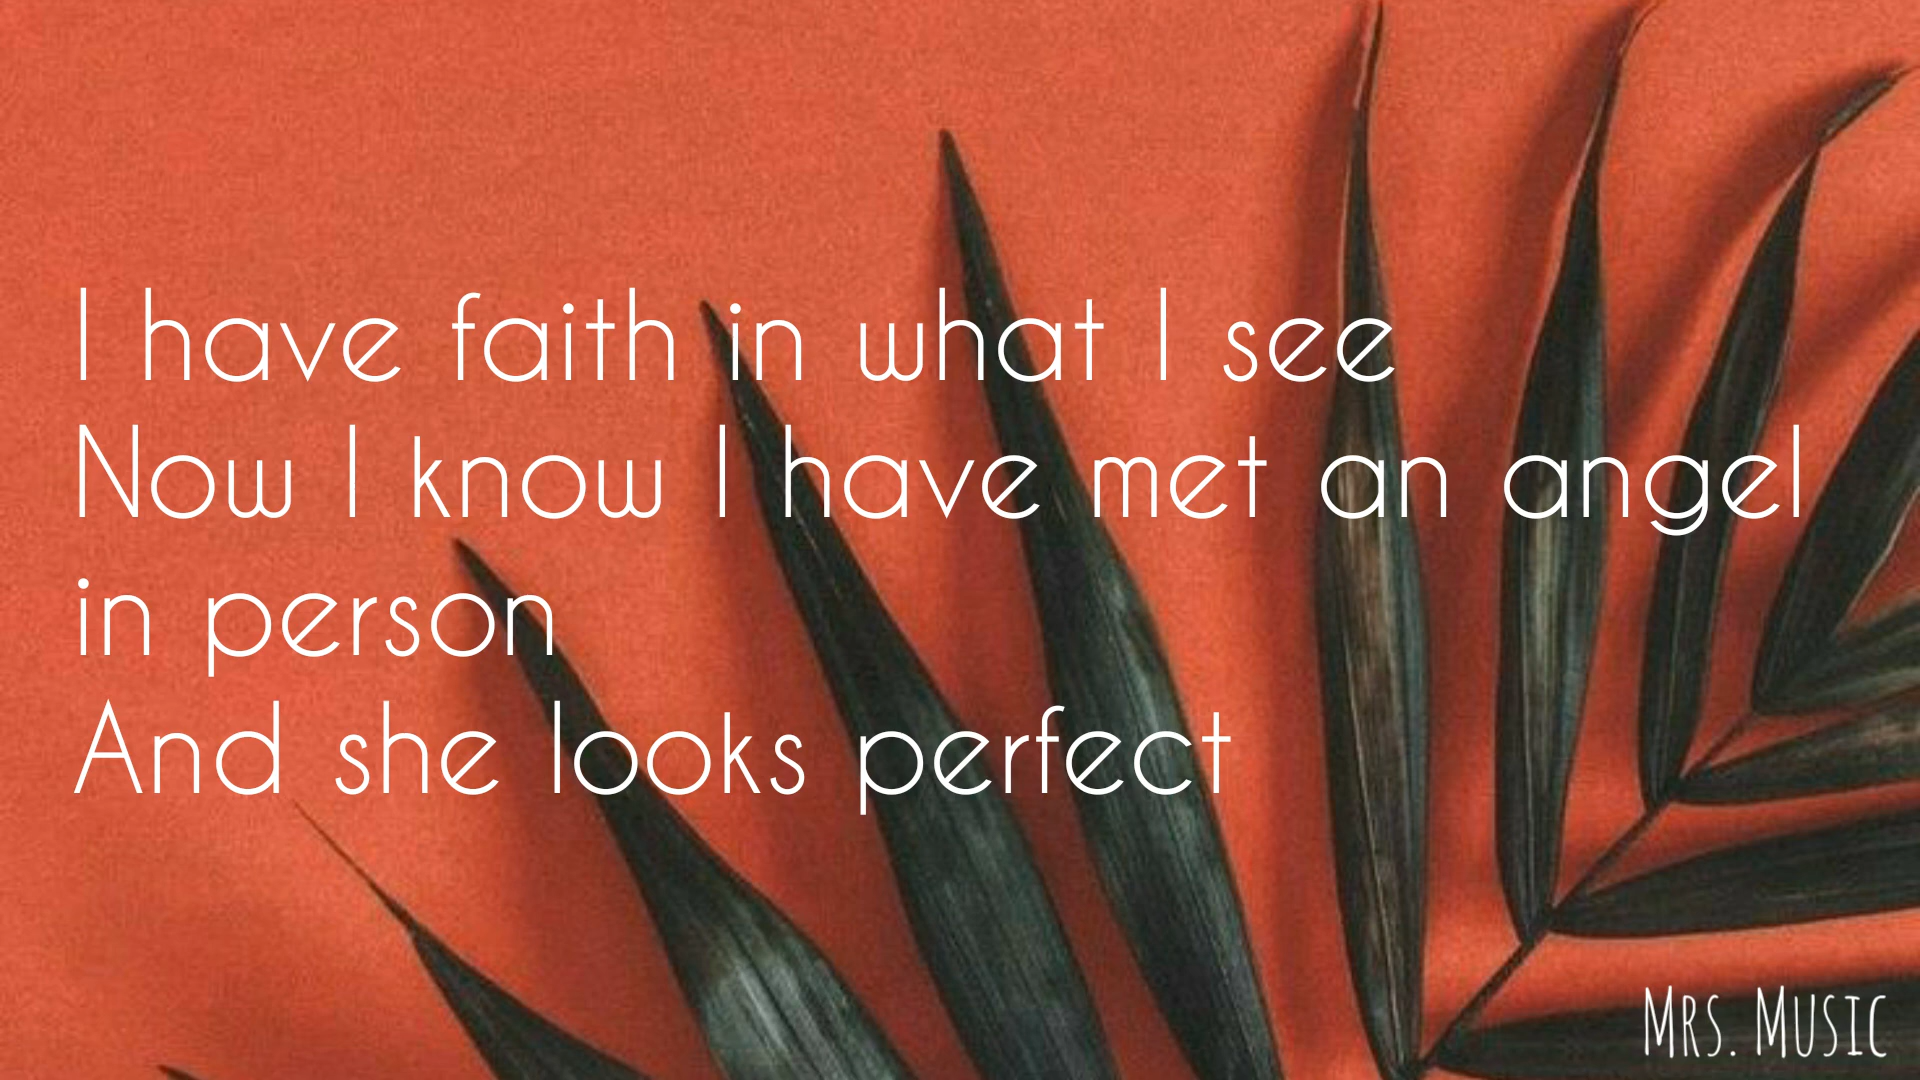 I have faith in what I see
Now I know I have met an angel
in person
And she looks perfect
Mrs. Music